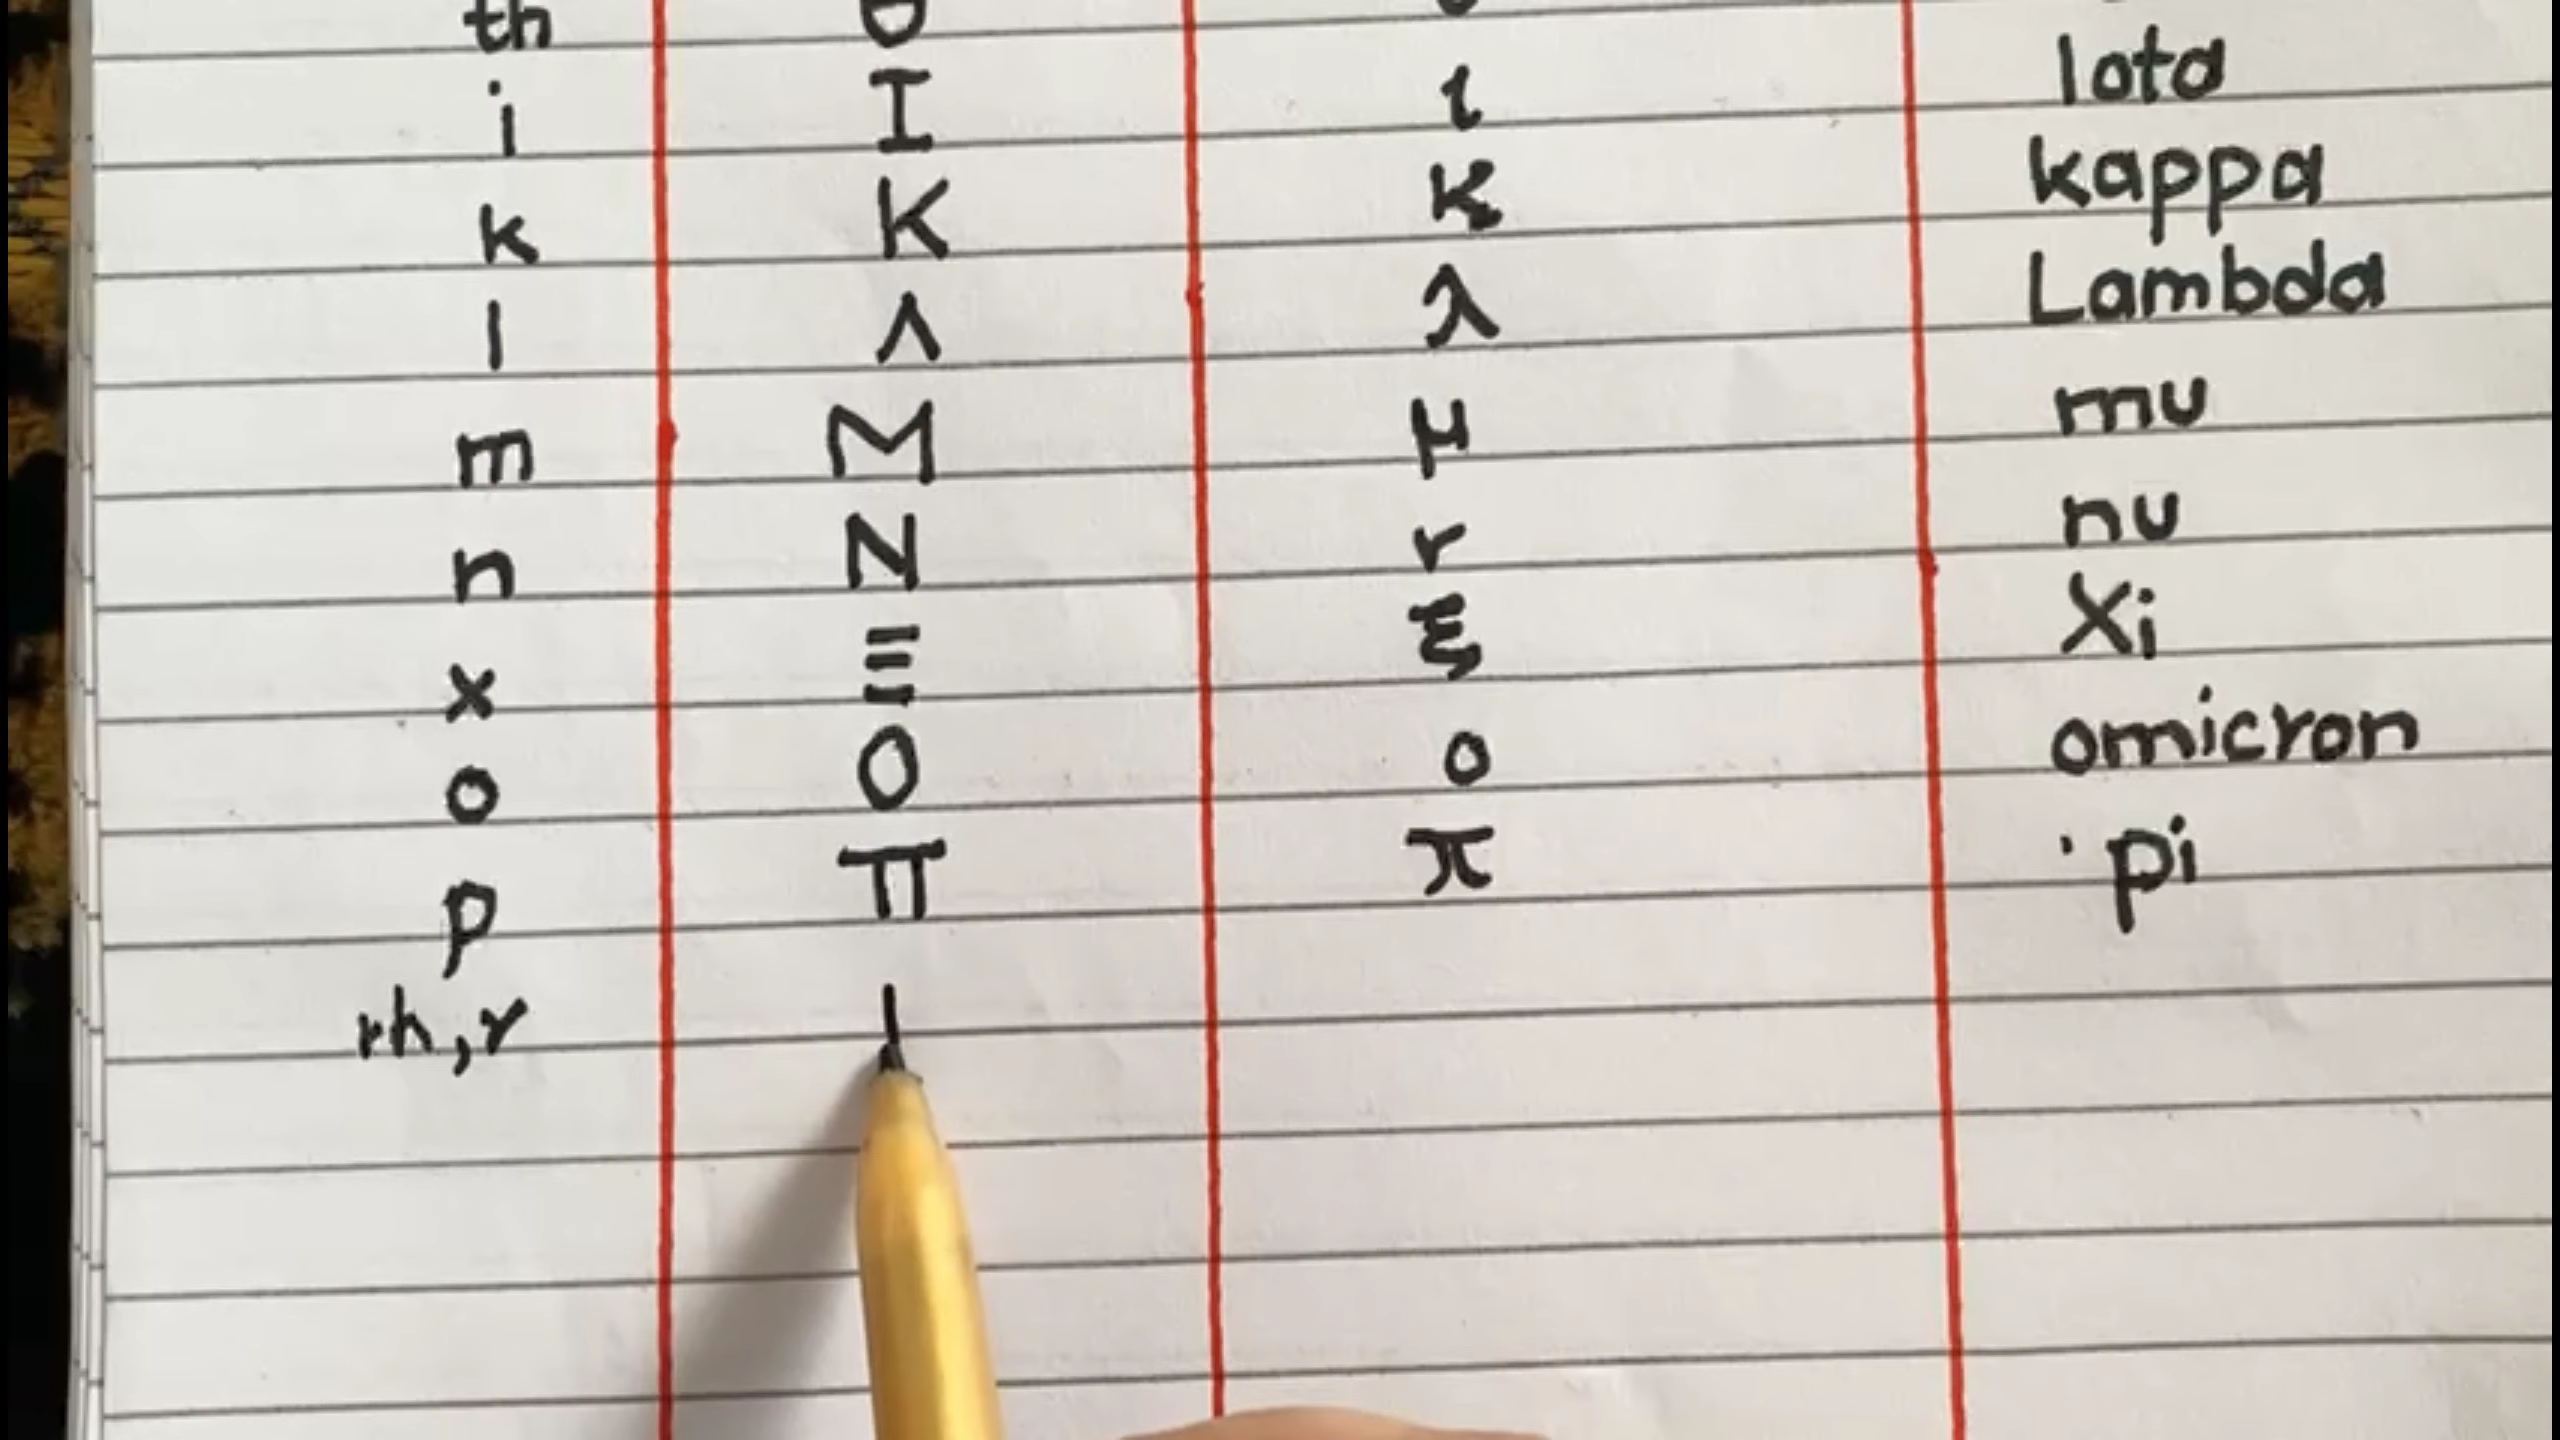 th Θ
i I ι Iota
k K κ kappa
l Λ λ Lambda
m M μ mu
n N r nu
x Ξ ξ Xi
o O o omicron
p Π π pi
rh, r